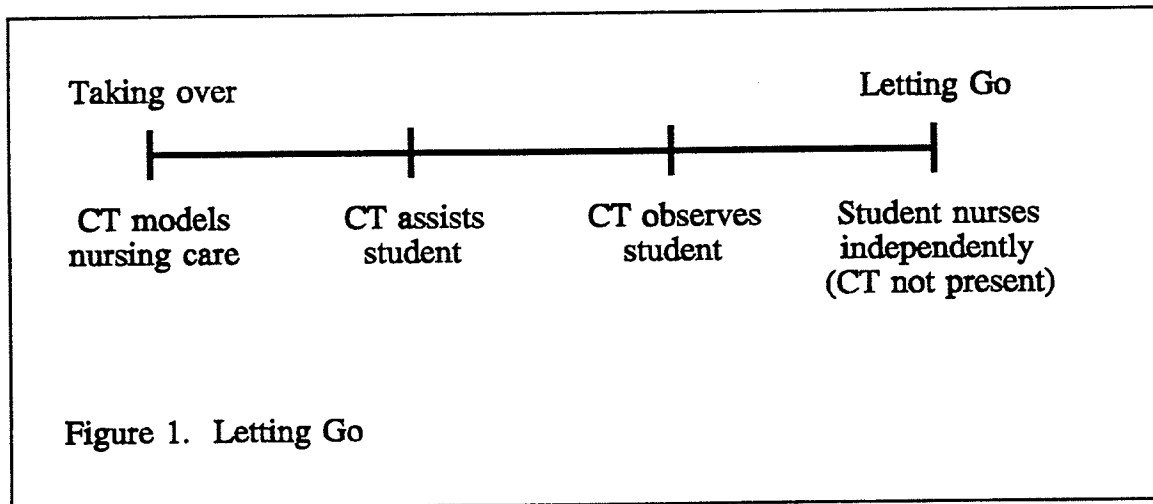 Taking over
Letting Go
CT models
nursing care
CT assists
student
CT observes
student
Student nurses
independently
(CT not present)
Figure 1. Letting Go